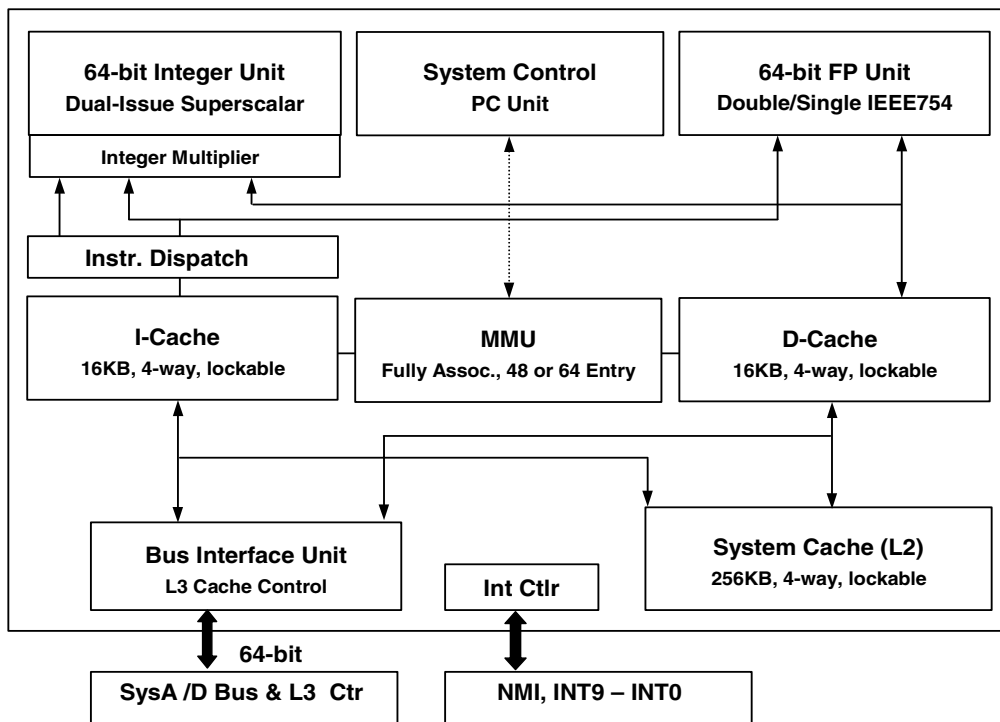 64-bit Integer Unit
Dual-Issue Superscalar
Integer Multiplier
System Control
PC Unit
64-bit FP Unit
Double/Single IEEE754
Instr. Dispatch
I-Cache
16KB, 4-way, lockable
MMU
Fully Assoc., 48 or 64 Entry
D-Cache
16KB, 4-way, lockable
Bus Interface Unit
L3 Cache Control
Int Ctlr
System Cache (L2)
256KB, 4-way, lockable
64-bit
SysA /D Bus & L3 Ctr
NMI, INT9 – INT0